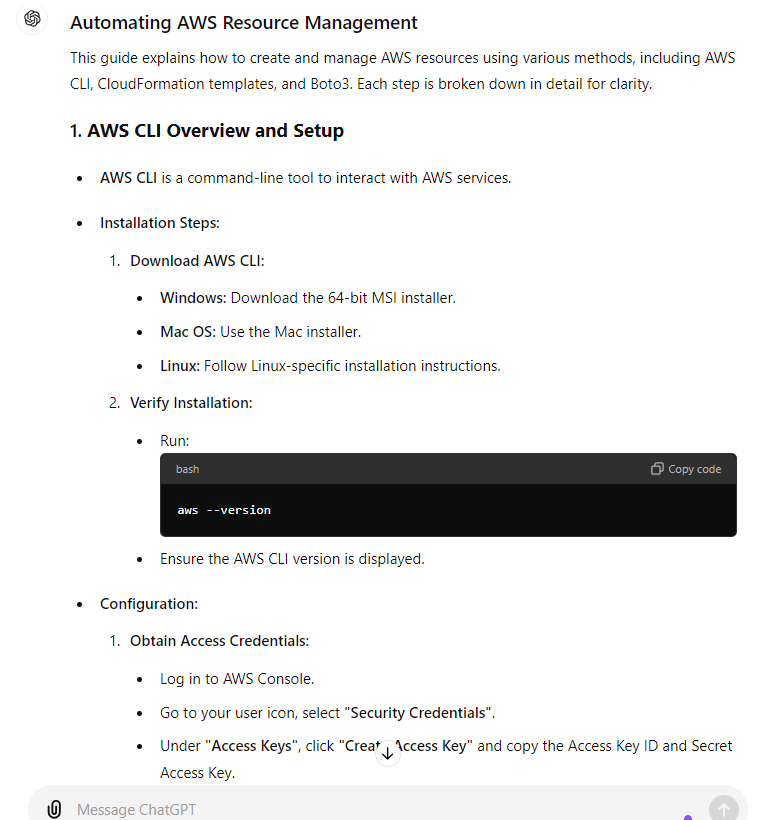 Automating AWS Resource Management
This guide explains how to create and manage AWS resources using various methods, including AWS
CLI, CloudFormation templates, and Boto3. Each step is broken down in detail for clarity.
1. AWS CLI Overview and Setup
• AWS CLI is a command-line tool to interact with AWS services.
• Installation Steps:
1. Download AWS CLI:
• Windows: Download the 64-bit MSI installer.
• Mac OS: Use the Mac installer.
• Linux: Follow Linux-specific installation instructions.
2. Verify Installation:
• Run:
bash Copy code
aws --version
• Ensure the AWS CLI version is displayed.
• Configuration:
1. Obtain Access Credentials:
• Log in to AWS Console.
• Go to your user icon, select "Security Credentials".
• Under "Access Keys", click "Create Access Key" and copy the Access Key ID and Secret
Access Key.
Message ChatGPT